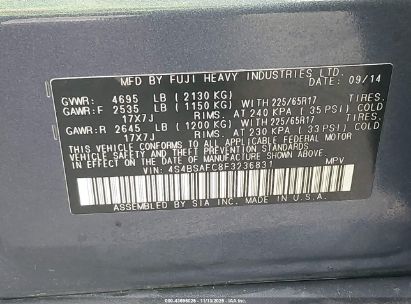 MFD. BY FUJI HEAVY INDUSTRIES LTD.
DATE: 09/14
GVWR: 4695 LB (2130 KG)
GAWR:F 2535 LB (1150 KG) WITH 225/65R17 TIRES.
17X7J RIMS. AT 240 KPA (35 PSI) COLD
GAWR:R 2645 LB (1200 KG) WITH 225/65R17 TIRES.
17X7J RIMS. AT 230 KPA (33 PSI) COLD
THIS VEHICLE CONFORMS TO ALL APPLICABLE FEDERAL MOTOR
VEHICLE SAFETY STANDARDS IN EFFECT ON THE DATE OF
MANUFACTURE SHOWN ABOVE.
VIN: 4S4BSAFC8F3236831 MPV
ASSEMBLED BY SIA INC. MADE IN U.S.A.